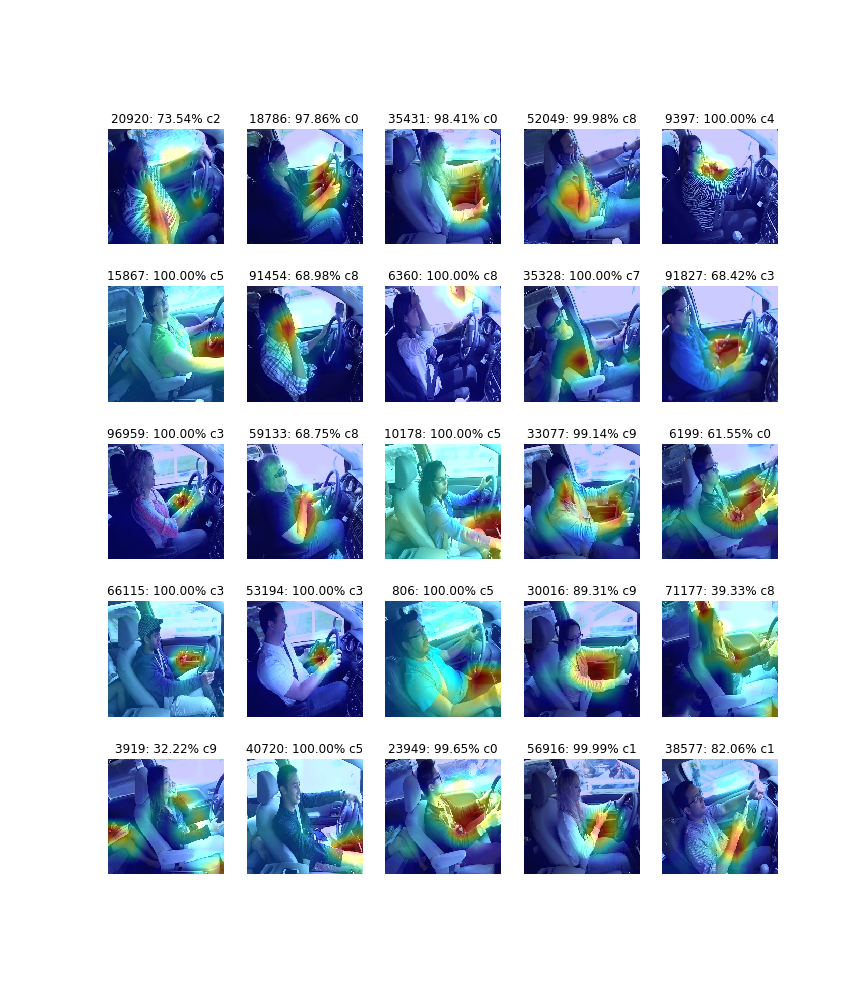 20920: 73.54% c2
18786: 97.86% c0
35431: 98.41% c0
52049: 99.98% c8
9397: 100.00% c4
15867: 100.00% c5
91454: 68.98% c8
6360: 100.00% c8
35328: 100.00% c7
91827: 68.42% c3
96959: 100.00% c3
59133: 68.75% c8
10178: 100.00% c5
33077: 99.14% c9
6199: 61.55% c0
66115: 100.00% c3
53194: 100.00% c3
806: 100.00% c5
30016: 89.31% c9
71177: 39.33% c8
3919: 32.22% c9
40720: 100.00% c5
23949: 99.65% c0
56916: 99.99% c1
38577: 82.06% c1